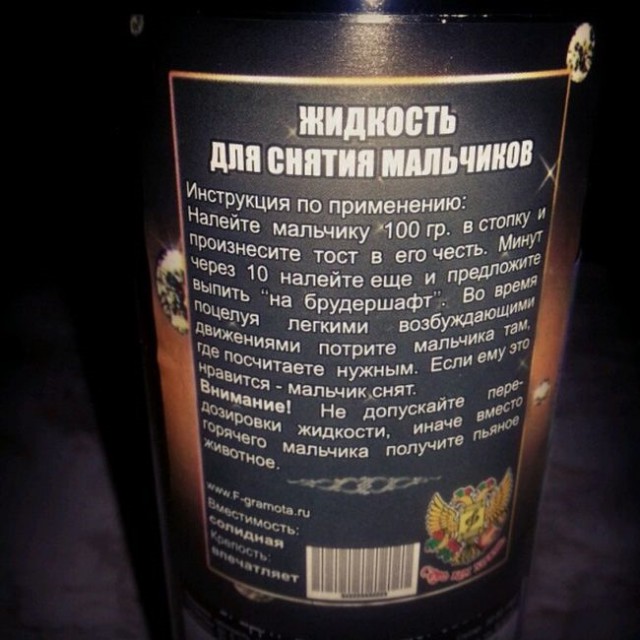 ЖИДКОСТЬ
ДЛЯ СНЯТИЯ МАЛЬЧИКОВ
Инструкция по применению:
Налейте мальчику 100 гр. в стопку и
произнесите тост в его честь. Минут
через 10 налейте еще и предложите
выпить "на брудершафт". Во время
поцелуя легкими возбуждающими
движениями потрите мальчика там,
где посчитаете нужным. Если ему это
нравится - мальчик снят.
Внимание! Не допускайте пере-
дозировки жидкости, иначе вместо
горячего мальчика получите пьяное
животное.
www.F-gramota.ru
Вместимость:
солидная
Крепость:
впечатляет